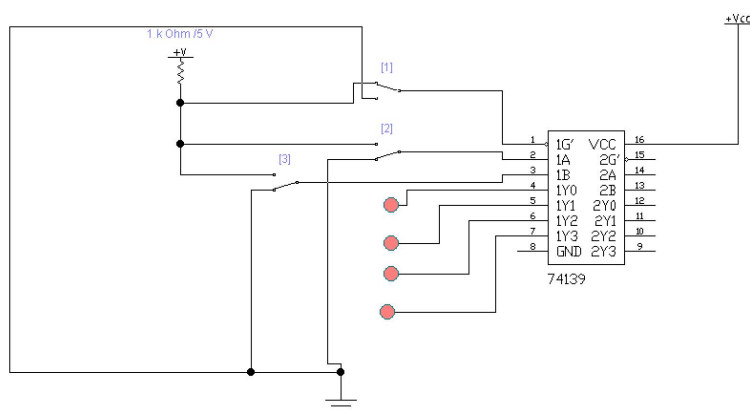 +Vcc
1 k Ohm /5 V
+V
[1]
[2]
[3]
1 1G' VCC 16
2 1A 2G' 15
3 1B 2A 14
4 1Y0 2B 13
5 1Y1 2Y0 12
6 1Y2 2Y1 11
7 1Y3 2Y2 10
8 GND 2Y3 9
74139